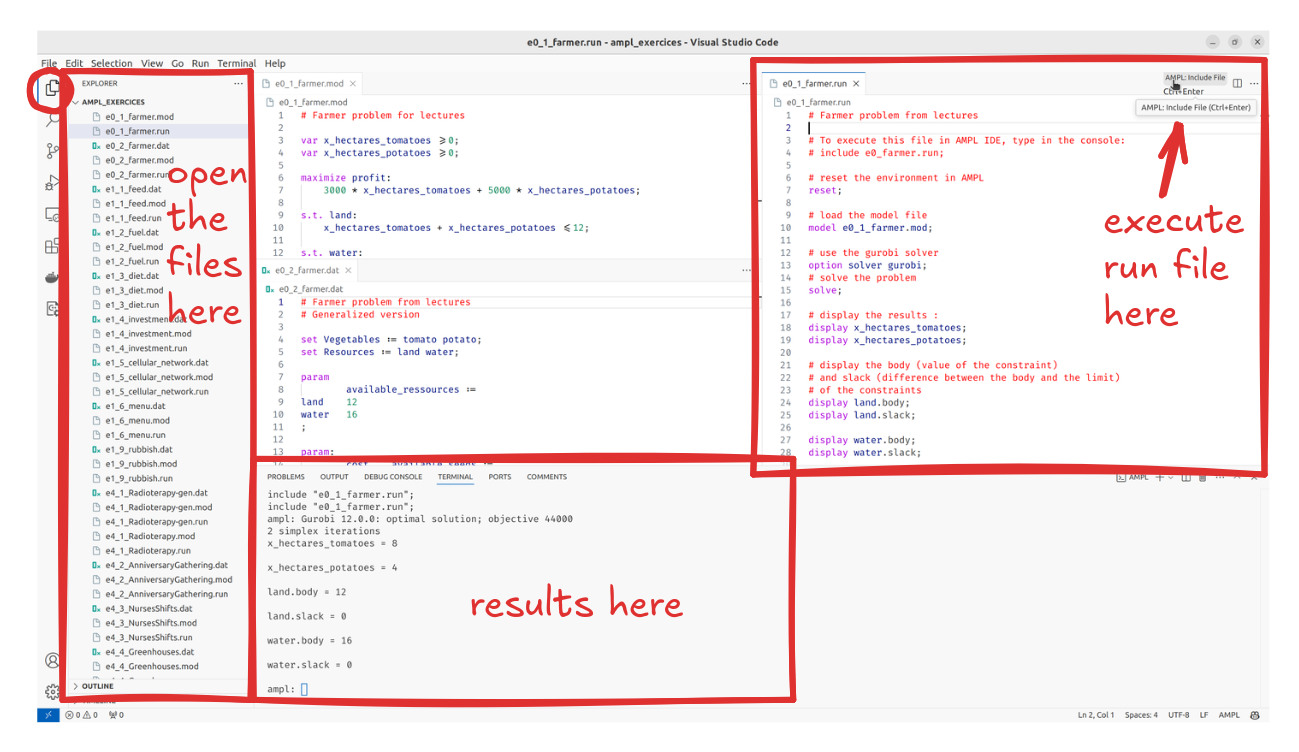 e0_1_farmer.run - ampl_exercices - Visual Studio Code
File Edit Selection View Go Run Terminal Help
EXPLORER
AMPL_EXERCICES
e0_1_farmer.mod
e0_1_farmer.run
e0_2_farmer.dat
e0_2_farmer.mod
e0_2_farmer.run
e1_1_feed.dat
e1_1_feed.mod
e1_1_feed.run
e1_2_fuel.dat
e1_2_fuel.mod
e1_2_fuel.run
e1_3_diet.dat
e1_3_diet.mod
e1_3_diet.run
e1_4_investment.dat
e1_4_investment.mod
e1_4_investment.run
e1_5_cellular_network.dat
e1_5_cellular_network.mod
e1_5_cellular_network.run
e1_6_menu.dat
e1_6_menu.mod
e1_6_menu.run
e1_9_rubbish.dat
e1_9_rubbish.mod
e1_9_rubbish.run
e4_1_Radioterapy-gen.dat
e4_1_Radioterapy-gen.mod
e4_1_Radioterapy-gen.run
e4_1_Radioterapy.mod
e4_1_Radioterapy.run
e4_2_AnniversaryGathering.dat
e4_2_AnniversaryGathering.mod
e4_2_AnniversaryGathering.run
e4_3_NursesShifts.dat
e4_3_NursesShifts.mod
e4_3_NursesShifts.run
e4_4_Greenhouses.dat
e4_4_Greenhouses.mod
OUTLINE
open
the
files
here
e0_1_farmer.mod
e0_1_farmer.mod
1 # Farmer problem for lectures
2
3 var x_hectares_tomatoes ⩾ 0;
4 var x_hectares_potatoes ⩾ 0;
5
6 maximize profit:
7 3000 * x_hectares_tomatoes + 5000 * x_hectares_potatoes;
8
9 s.t. land:
10 x_hectares_tomatoes + x_hectares_potatoes ⩽ 12;
11
12 s.t. water:
e0_2_farmer.dat
e0_2_farmer.dat
1 # Farmer problem from lectures
2 # Generalized version
3
4 set Vegetables := tomato potato;
5 set Resources := land water;
6
7 param
8 available_ressources :=
9 land 12
10 water 16
11 ;
12
13 param:
14 cost available_seeds :=
e0_1_farmer.run
AMPL: Include File
Ctrl+Enter
AMPL: Include File (Ctrl+Enter)
e0_1_farmer.run
1 # Farmer problem from lectures
2
3 # To execute this file in AMPL IDE, type in the console:
4 # include e0_farmer.run;
5
6 # reset the environment in AMPL
7 reset;
8
9 # load the model file
10 model e0_1_farmer.mod;
11
12 # use the gurobi solver
13 option solver gurobi;
14 # solve the problem
15 solve;
16
17 # display the results :
18 display x_hectares_tomatoes;
19 display x_hectares_potatoes;
20
21 # display the body (value of the constraint)
22 # and slack (difference between the body and the limit)
23 # of the constraints
24 display land.body;
25 display land.slack;
26
27 display water.body;
28 display water.slack;
execute
run file
here
PROBLEMS OUTPUT DEBUG CONSOLE TERMINAL PORTS COMMENTS
AMPL
include "e0_1_farmer.run";
include "e0_1_farmer.run";
ampl: Gurobi 12.0.0: optimal solution; objective 44000
2 simplex iterations
x_hectares_tomatoes = 8
x_hectares_potatoes = 4
land.body = 12
land.slack = 0
water.body = 16
water.slack = 0
ampl:
results here
0 0 0
Ln 2, Col 1 Spaces: 4 UTF-8 LF AMPL